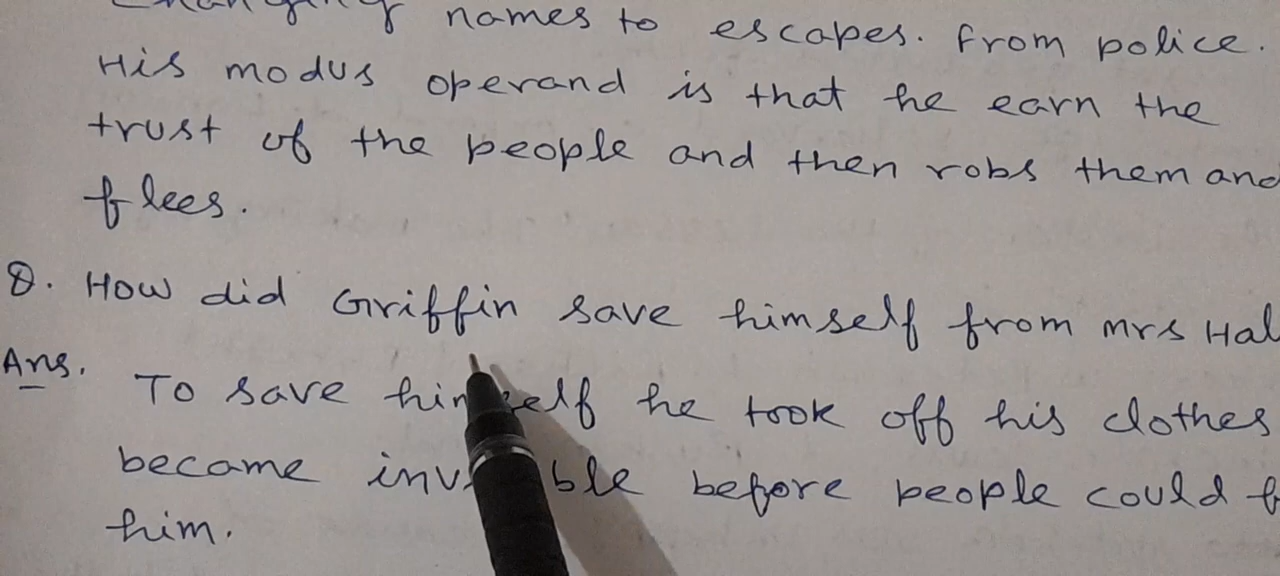 names to escapes. from police.
His modus operand is that he earn the
trust of the people and then robs them and
flees.
Q. How did Griffin save himself from mrs Hal
Ans. To save himself he took off his clothes
became before people could
him.